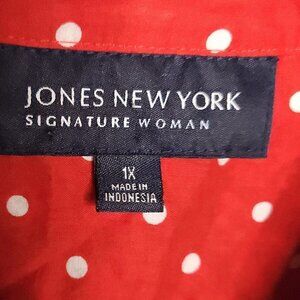 JONES NEW YORK
SIGNATURE WOMAN
1X
MADE IN
INDONESIA